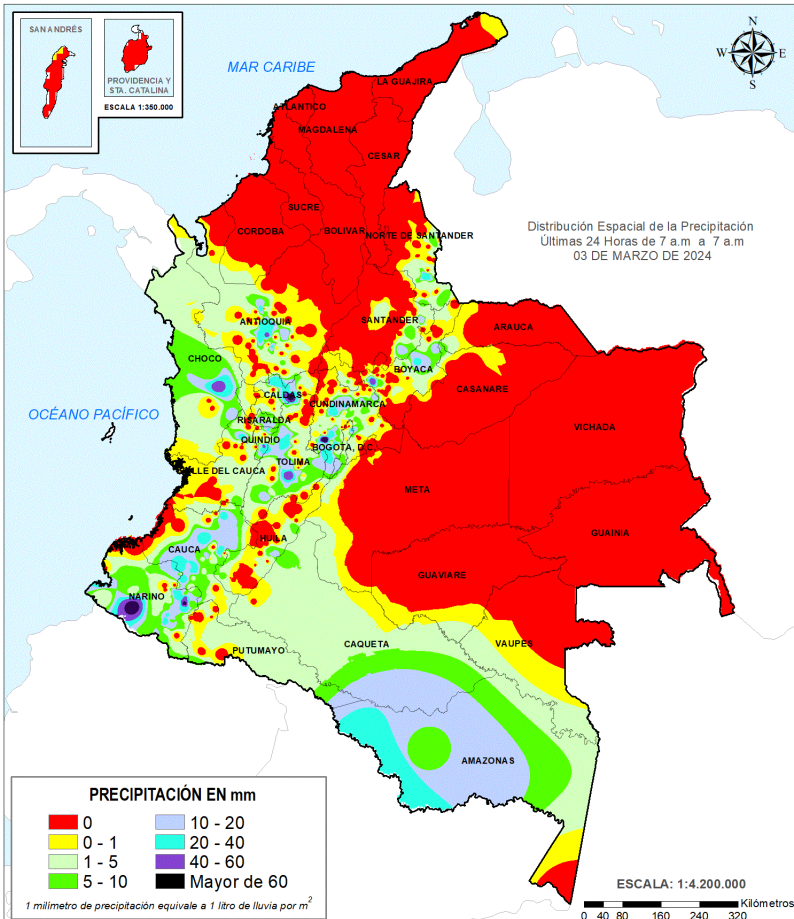 SAN ANDRÉS
PROVIDENCIA Y
STA. CATALINA
ESCALA 1:350.000
MAR CARIBE
N
W
E
S
LA GUAJIRA
ATLANTICO
MAGDALENA
CESAR
SUCRE
CORDOBA
BOLIVAR
NORTE DE SANTANDER
Distribución Espacial de la Precipitación
Últimas 24 Horas de 7 a.m a 7 a.m
03 DE MARZO DE 2024
ANTIOQUIA
SANTANDER
ARAUCA
CHOCO
BOYACA
CASANARE
CALDAS
CUNDINAMARCA
OCÉANO PACÍFICO
RISARALDA
VICHADA
QUINDIO
BOGOTA, D.C.
TOLIMA
VALLE DEL CAUCA
META
GUAINIA
CAUCA
HUILA
GUAVIARE
NARIÑO
PUTUMAYO
CAQUETA
VAUPES
AMAZONAS
PRECIPITACIÓN EN mm
0
10 - 20
0 - 1
20 - 40
1 - 5
40 - 60
5 - 10
Mayor de 60
1 milímetro de precipitación equivale a 1 litro de lluvia por m²
ESCALA: 1:4.200.000
Kilómetros
0 40 80 160 240 320